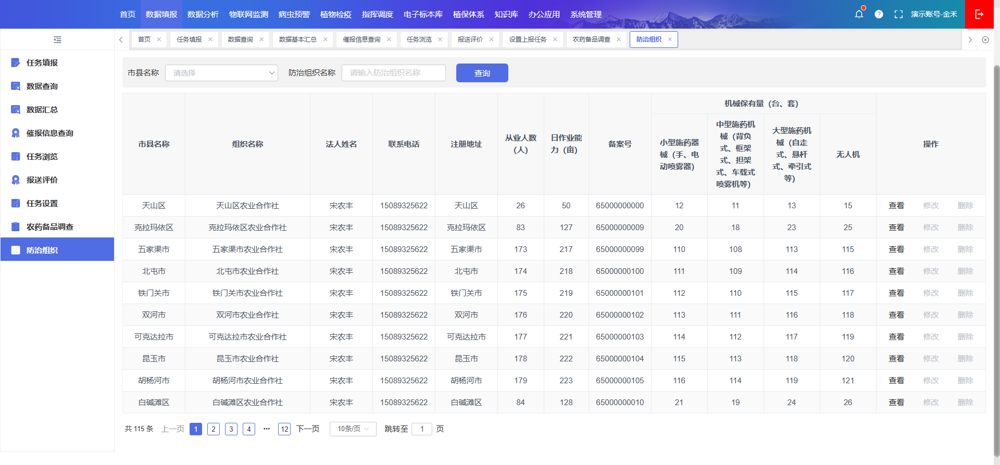 首页 数据填报 数据分析 物联网监测 病虫预警 植物检疫 指挥调度 电子标本库 植保体系 知识库 办公应用 系统管理 演示账号-金禾
首页 任务填报 数据查询 数据基本汇总 催报信息查询 任务浏览 报送评价 设置上报任务 农药备品调查 防治组织
任务填报
数据查询
数据汇总
催报信息查询
任务浏览
报送评价
任务设置
农药备品调查
防治组织
市县名称 请选择 防治组织名称 请输入防治组织名称 查询
市县名称
组织名称
法人姓名
联系电话
注册地址
从业人数
（人）
日作业能
力（亩）
备案号
机械保有量（台、套）
小型施药器
械（手、电
动喷雾器）
中型施药机
械（背负
式、框架
式、担架
式、车载式
喷雾机等）
大型施药机
械（自走
式、悬杆
式、牵引式
等）
无人机
操作
天山区 天山区农业合作社 宋农丰 15089325622 天山区 26 50 65000000000 12 11 13 15 查看 修改 删除
克拉玛依区 克拉玛依区农业合作社 宋农丰 15089325622 克拉玛依区 83 127 65000000009 20 18 23 25 查看 修改 删除
五家渠市 五家渠市农业合作社 宋农丰 15089325622 五家渠市 173 217 65000000099 110 108 113 115 查看 修改 删除
北屯市 北屯市农业合作社 宋农丰 15089325622 北屯市 174 218 65000000100 111 109 114 116 查看 修改 删除
铁门关市 铁门关市农业合作社 宋农丰 15089325622 铁门关市 175 219 65000000101 112 110 115 117 查看 修改 删除
双河市 双河市农业合作社 宋农丰 15089325622 双河市 176 220 65000000102 113 111 116 118 查看 修改 删除
可克达拉市 可克达拉市农业合作社 宋农丰 15089325622 可克达拉市 177 221 65000000103 114 112 117 119 查看 修改 删除
昆玉市 昆玉市农业合作社 宋农丰 15089325622 昆玉市 178 222 65000000104 115 113 118 120 查看 修改 删除
胡杨河市 胡杨河市农业合作社 宋农丰 15089325622 胡杨河市 179 223 65000000105 116 114 119 121 查看 修改 删除
白碱滩区 白碱滩区农业合作社 宋农丰 15089325622 白碱滩区 84 128 65000000010 21 19 24 26 查看 修改 删除
共 115 条 上一页 1 2 3 4 ··· 12 下一页 10条/页 跳转至 1 页